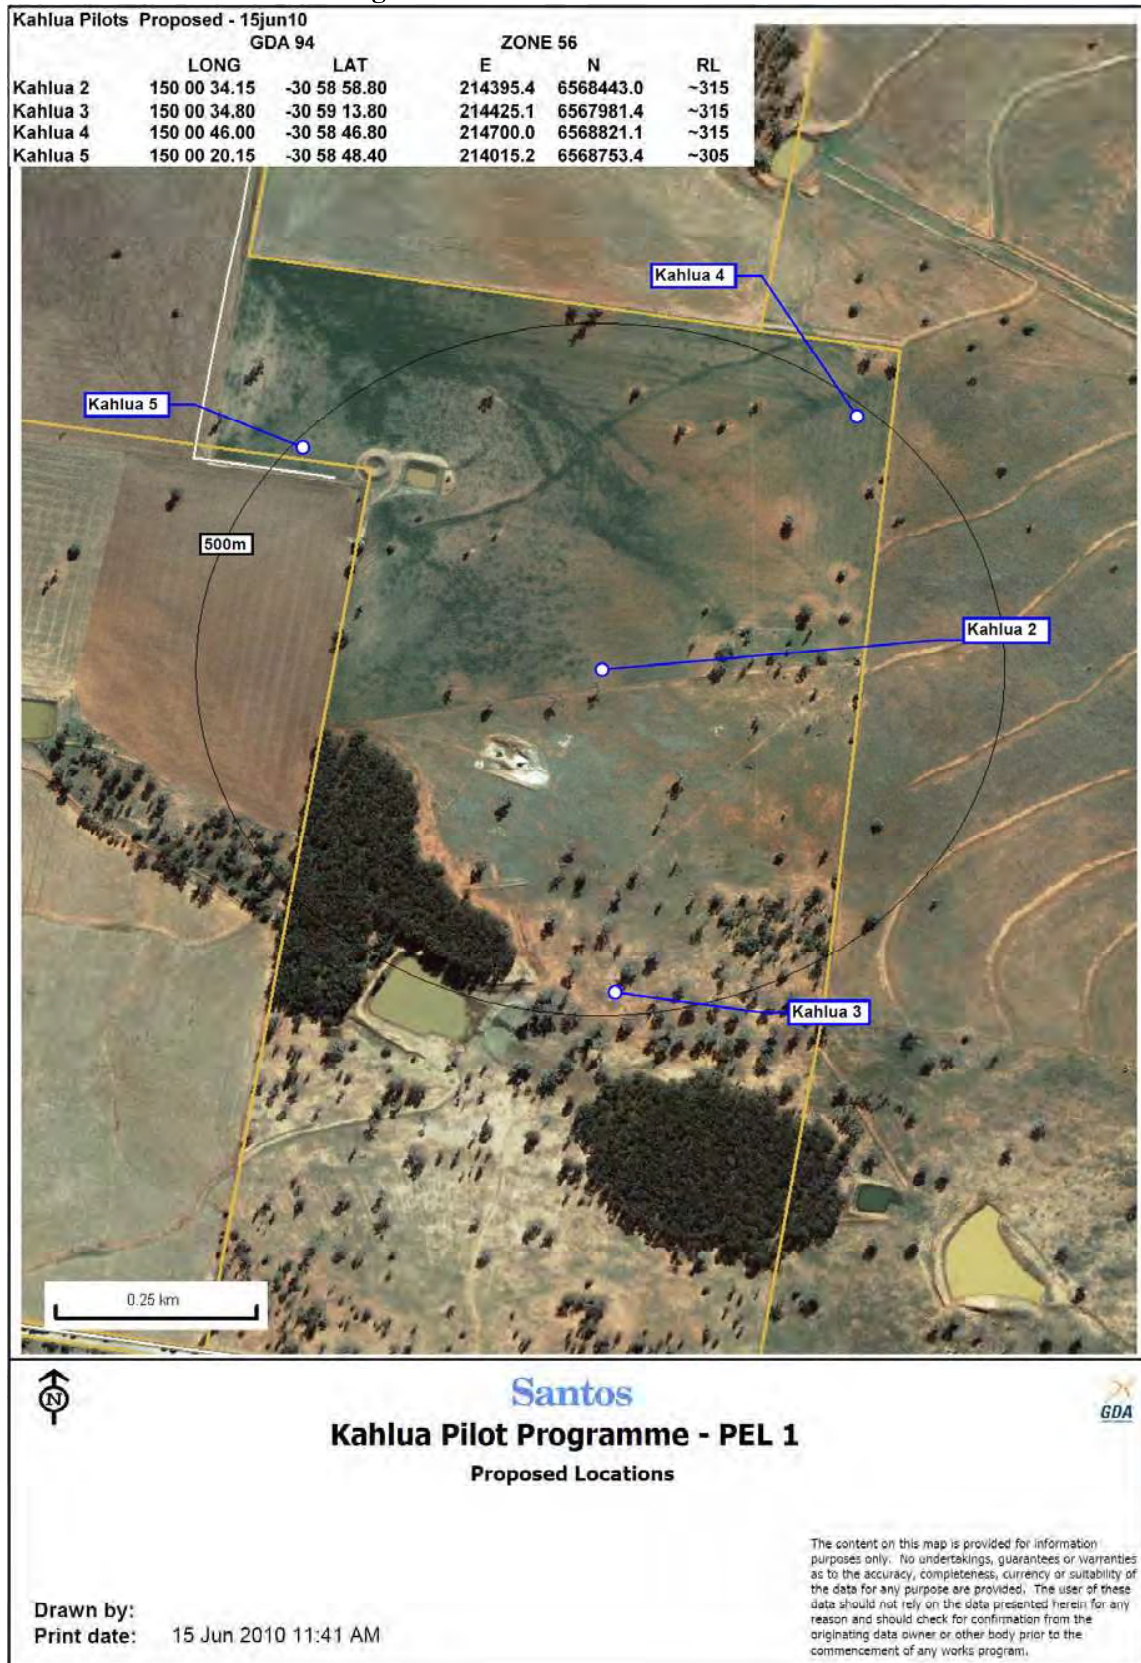 Kahlua Pilots Proposed - 15jun10
GDA 94 ZONE 56
LONG LAT E N RL
Kahlua 2 150 00 34.15 -30 58 58.80 214395.4 6568443.0 ~315
Kahlua 3 150 00 34.80 -30 59 13.80 214425.1 6567981.4 ~315
Kahlua 4 150 00 46.00 -30 58 46.80 214700.0 6568821.1 ~315
Kahlua 5 150 00 20.15 -30 58 48.40 214015.2 6568753.4 ~305
Kahlua 4
Kahlua 5
500m
Kahlua 2
Kahlua 3
0.25 km
N
Santos
GDA
Kahlua Pilot Programme - PEL 1
Proposed Locations
The content on this map is provided for information
purposes only. No undertakings, guarantees or warranties
as to the accuracy, completeness, currency or suitability of
the data for any purpose are provided. The user of these
data should not rely on the data presented herein for any
reason and should check for confirmation from the
originating data owner or other body prior to the
commencement of any works program.
Drawn by:
Print date: 15 Jun 2010 11:41 AM